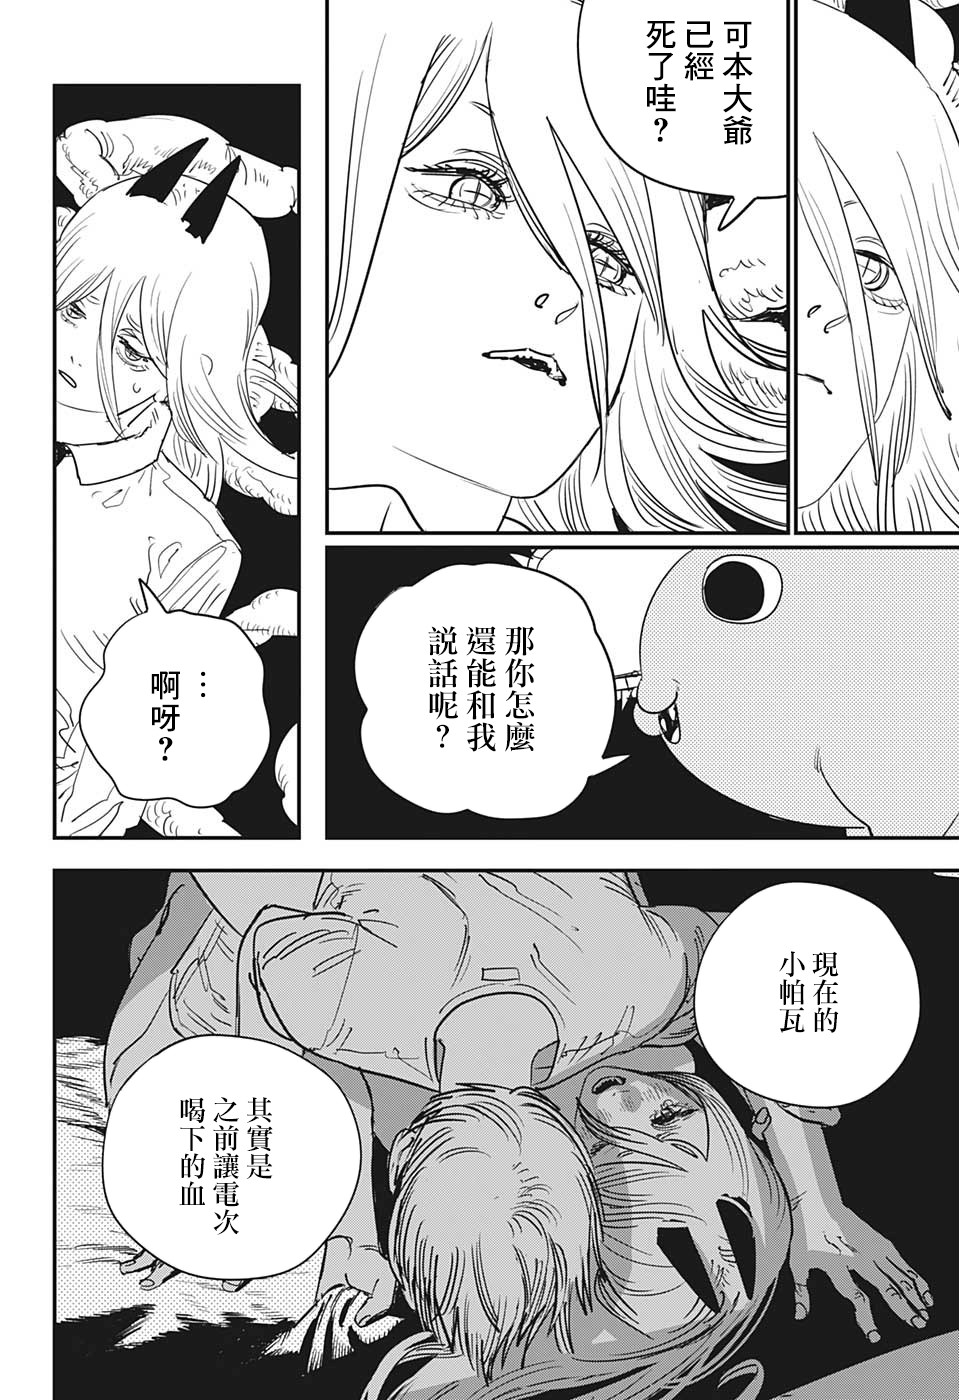 可本大爺
已經
死了哇？
那你怎麼
還能和我
説話呢？
…
啊呀？
現在的
小帕瓦
其實是
之前讓電次
喝下的血